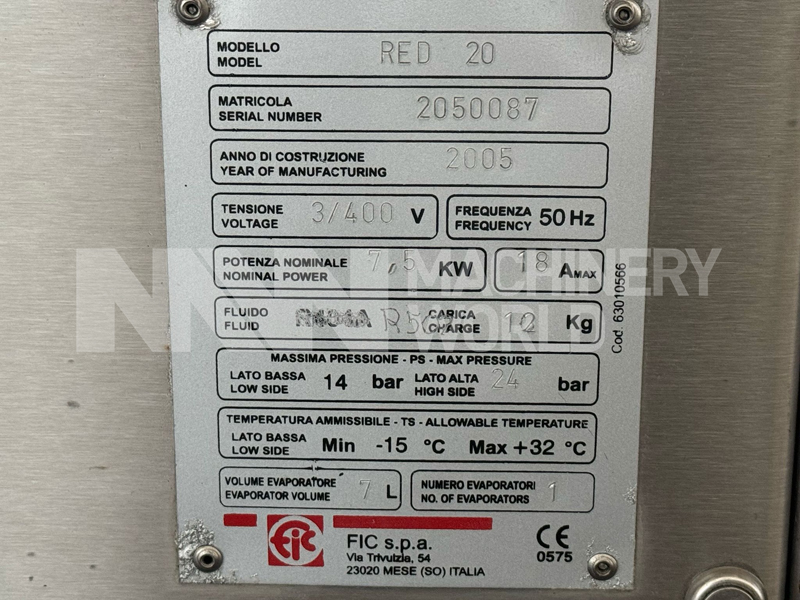 MODELLO
MODEL
RED 20
MATRICOLA
SERIAL NUMBER
2050087
ANNO DI COSTRUZIONE
YEAR OF MANUFACTURING
2005
TENSIONE
VOLTAGE
3/400 V
FREQUENZA
FREQUENCY
50 Hz
POTENZA NOMINALE
NOMINAL POWER
7,5 KW
18 AMAX
FLUIDO
FLUID
R404A
CARICA
CHARGE
Kg
MASSIMA PRESSIONE - PS - MAX PRESSURE
LATO BASSA
LOW SIDE
14 bar
LATO ALTA
HIGH SIDE
24 bar
TEMPERATURA AMMISSIBILE - TS - ALLOWABLE TEMPERATURE
LATO BASSA
LOW SIDE
Min -15 °C Max +32 °C
VOLUME EVAPORATORE
EVAPORATOR VOLUME
7 L
NUMERO EVAPORATORI
NO. OF EVAPORATORS
1
Cod. 63010566
FIC
FIC s.p.a.
Via Trivulzia, 54
23020 MESE (SO) ITALIA
CE
0575
MACHINERY
WORLD